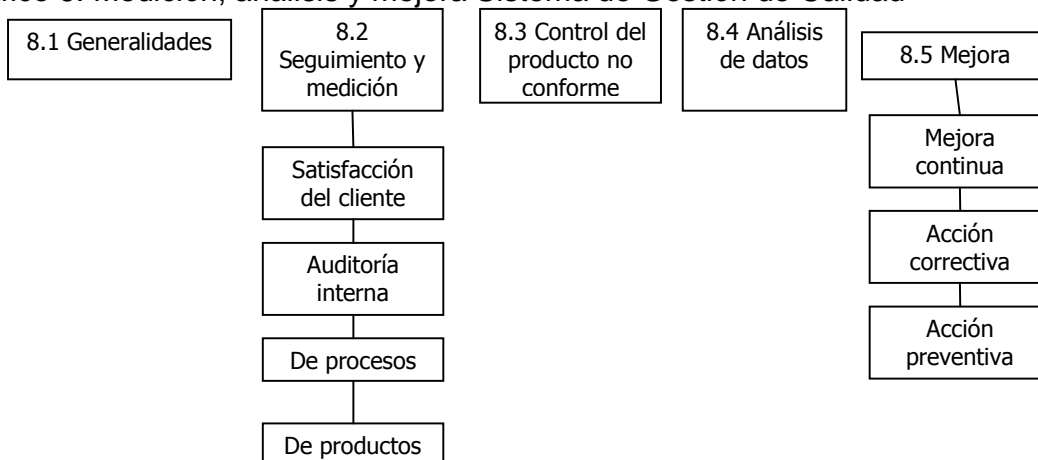 8. Medición, análisis y mejora Sistema de Gestión de Calidad
8.1 Generalidades
8.2
Seguimiento y
medición
Satisfacción
del cliente
Auditoría
interna
De procesos
De productos
8.3 Control del
producto no
conforme
8.4 Análisis
de datos
8.5 Mejora
Mejora
continua
Acción
correctiva
Acción
preventiva